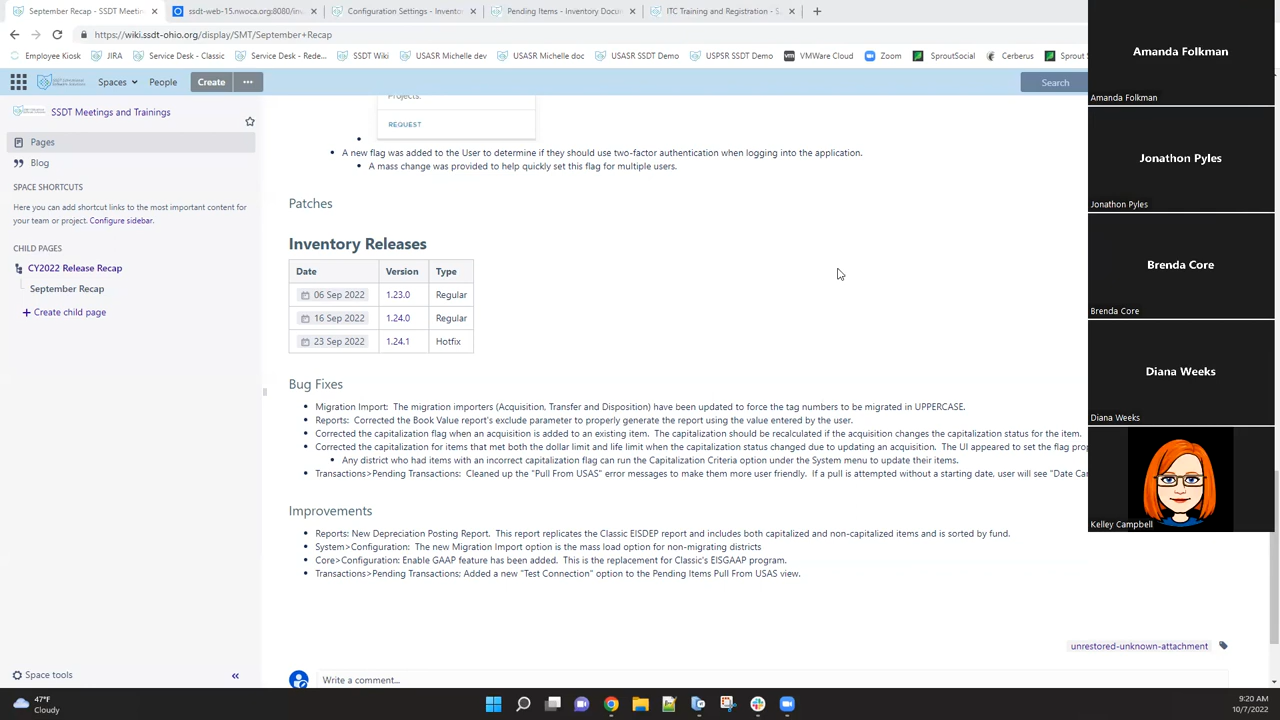 September Recap - SSDT Meeting
ssdt-web-15.nwoca.org:8080/in
Configuration Settings - Invento
Pending Items - Inventory Docu
ITC Training and Registration - S
https://wiki.ssdt-ohio.org/display/SMT/September+Recap
Employee Kiosk
JIRA
Service Desk - Classic
Service Desk - Rede...
SSDT Wiki
USASR Michelle dev
USASR Michelle doc
USASR SSDT Demo
USPSR SSDT Demo
VMWare Cloud
Zoom
SproutSocial
Cerberus
Sprout S
Spaces
People
Create
Search
SSDT Meetings and Trainings
Pages
Blog
SPACE SHORTCUTS
Here you can add shortcut links to the most important content for
your team or project. Configure sidebar.
CHILD PAGES
CY2022 Release Recap
September Recap
+ Create child page
Space tools
Projects.
REQUEST
A new flag was added to the User to determine if they should use two-factor authentication when logging into the application.
A mass change was provided to help quickly set this flag for multiple users.
Patches
Inventory Releases
Date Version Type
06 Sep 2022 1.23.0 Regular
16 Sep 2022 1.24.0 Regular
23 Sep 2022 1.24.1 Hotfix
Bug Fixes
Migration Import: The migration importers (Acquisition, Transfer and Disposition) have been updated to force the tag numbers to be migrated in UPPERCASE.
Reports: Corrected the Book Value report's exclude parameter to properly generate the report using the value entered by the user.
Corrected the capitalization flag when an acquisition is added to an existing item. The capitalization should be recalculated if the acquisition changes the capitalization status for the item.
Corrected the capitalization for items that met both the dollar limit and life limit when the capitalization status changed due to updating an acquisition. The UI appeared to set the flag prop
Any district who had items with an incorrect capitalization flag can run the Capitalization Criteria option under the System menu to update their items.
Transactions>Pending Transactions: Cleaned up the "Pull From USAS" error messages to make them more user friendly. If a pull is attempted without a starting date, user will see "Date Can
Improvements
Reports: New Depreciation Posting Report. This report replicates the Classic EISDEP report and includes both capitalized and non-capitalized items and is sorted by fund.
System>Configuration: The new Migration Import option is the mass load option for non-migrating districts
Core>Configuration: Enable GAAP feature has been added. This is the replacement for Classic's EISGAAP program.
Transactions>Pending Transactions; Added a new "Test Connection" option to the Pending Items Pull From USAS view.
unrestored-unknown-attachment
Write a comment...
Amanda Folkman
Amanda Folkman
Jonathon Pyles
Jonathon Pyles
Brenda Core
Brenda Core
Diana Weeks
Diana Weeks
Kelley Campbell
47°F
Cloudy
9:20 AM
10/7/2022